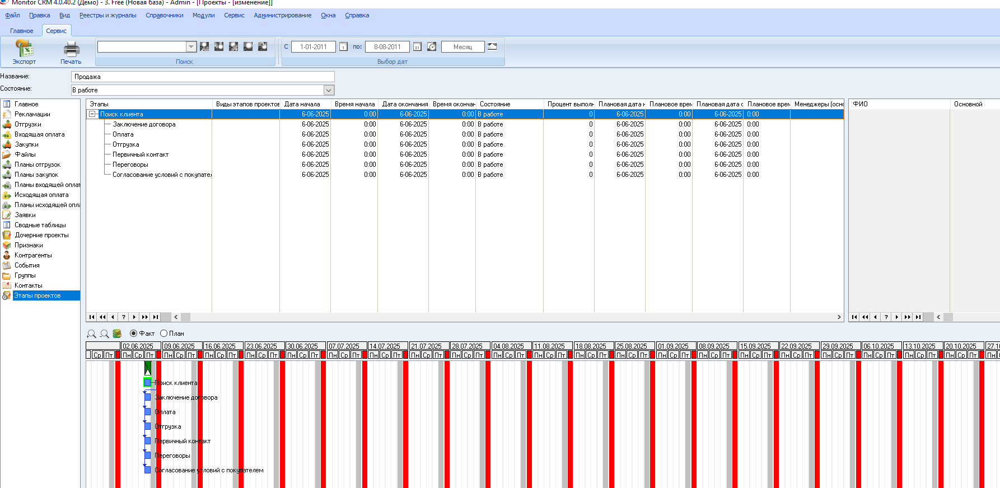 Monitor CRM 4.0.40.2 (Демо) - 3. Free (Новая база) - Admin - [Проекты - [изменение]]
Файл Правка Вид Реестры и журналы Справочники Модули Сервис Администрирование Окна Справка
Главное Сервис
Экспорт Печать
Поиск
С 1-01-2011 1 по: 8-08-2011 31 Месяц
Выбор дат
Название: Продажа
Состояние: В работе
Главное
Рекламации
Отгрузки
Входящая оплата
Закупки
Файлы
Планы отгрузок
Планы закупок
Планы входящей оплат
Исходящая оплата
Планы исходящей опла
Заявки
Сводные таблицы
Дочерние проекты
Признаки
Контрагенты
События
Группы
Контакты
Этапы проектов
Этапы Виды этапов проектов Дата начала Время начала Дата окончания Время окончан Состояние Процент выполн Плановая дата н Плановое врем Плановая дата о Плановое врем Менеджеры (осно
Поиск клиента 6-06-2025 0:00 6-06-2025 0:00 В работе 0 6-06-2025 0:00 6-06-2025 0:00
Заключение договора 6-06-2025 0:00 6-06-2025 0:00 В работе 0 6-06-2025 0:00 6-06-2025 0:00
Оплата 6-06-2025 0:00 6-06-2025 0:00 В работе 0 6-06-2025 0:00 6-06-2025 0:00
Отгрузка 6-06-2025 0:00 6-06-2025 0:00 В работе 0 6-06-2025 0:00 6-06-2025 0:00
Первичный контакт 6-06-2025 0:00 6-06-2025 0:00 В работе 0 6-06-2025 0:00 6-06-2025 0:00
Переговоры 6-06-2025 0:00 6-06-2025 0:00 В работе 0 6-06-2025 0:00 6-06-2025 0:00
Согласование условий с покупател 6-06-2025 0:00 6-06-2025 0:00 В работе 0 6-06-2025 0:00 6-06-2025 0:00
ФИО Основной
?
?
Факт План
02.06.2025 09.06.2025 16.06.2025 23.06.2025 30.06.2025 07.07.2025 14.07.2025 21.07.2025 28.07.2025 04.08.2025 11.08.2025 18.08.2025 25.08.2025 01.09.2025 08.09.2025 15.09.2025 22.09.2025 29.09.2025 06.10.2025 13.10.2025 20.10.2025 27.1
Ср Пт Пн Ср Пт Пн Ср Пт Пн Ср Пт Пн Ср Пт Пн Ср Пт Пн Ср Пт Пн Ср Пт Пн Ср Пт Пн Ср Пт Пн Ср Пт Пн Ср Пт Пн Ср Пт Пн Ср Пт Пн Ср Пт Пн Ср Пт Пн Ср Пт Пн Ср Пт Пн Ср Пт Пн Ср Пт Пн Ср Пт Пн Ср Пт Пн
Поиск клиента
Заключение договора
Оплата
Отгрузка
Первичный контакт
Переговоры
Согласование условий с покупателем